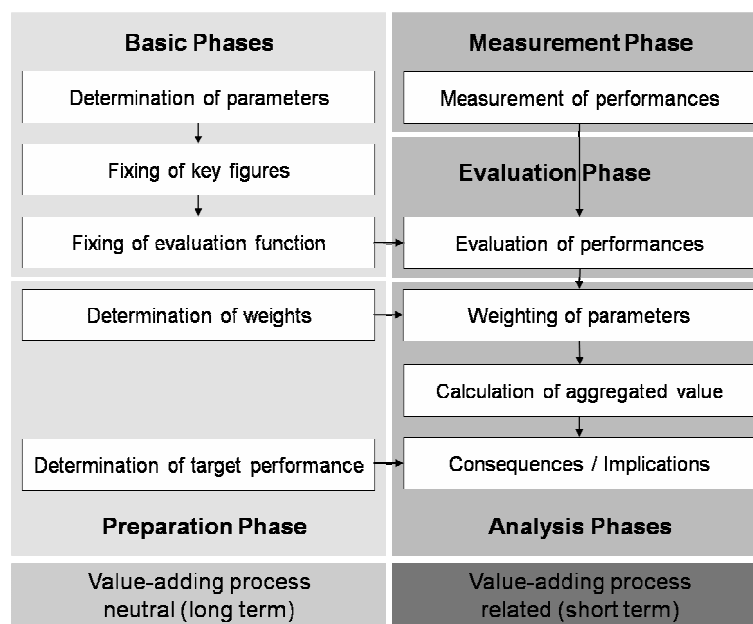 Basic Phases
Determination of parameters
Fixing of key figures
Fixing of evaluation function
Determination of weights
Determination of target performance
Preparation Phase
Value-adding process
neutral (long term)
Measurement Phase
Measurement of performances
Evaluation Phase
Evaluation of performances
Weighting of parameters
Calculation of aggregated value
Consequences / Implications
Analysis Phases
Value-adding process
related (short term)